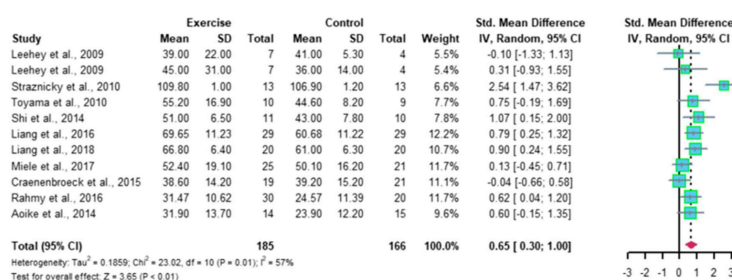 Exercise Control Std. Mean Difference Std. Mean Difference
Study Mean SD Total Mean SD Total Weight IV, Random, 95% CI IV, Random, 95% CI
Leehey et al., 2009 39.00 22.00 7 41.00 5.30 4 5.5% -0.10 [-1.33; 1.13]
Leehey et al., 2009 45.00 31.00 7 36.00 14.00 4 5.4% 0.31 [-0.93; 1.55]
Straznicky et al., 2010 109.80 1.00 13 106.90 1.20 13 6.6% 2.54 [ 1.47; 3.62]
Toyama et al., 2010 55.20 16.90 10 44.60 8.20 9 7.6% 0.75 [-0.19; 1.69]
Shi et al., 2014 51.00 6.50 11 43.00 7.80 10 7.7% 1.07 [ 0.15; 2.00]
Liang et al., 2016 69.65 11.23 29 60.68 11.22 29 12.5% 0.79 [ 0.25; 1.32]
Liang et al., 2018 66.80 6.40 20 61.00 6.30 20 10.8% 0.90 [ 0.24; 1.55]
Miele et al., 2017 52.40 19.10 25 50.10 16.20 21 11.9% 0.13 [-0.45; 0.71]
Craenenbroeck et al., 2015 38.60 14.20 19 39.20 15.20 21 11.3% -0.04 [-0.66; 0.58]
Rahmy et al., 2016 31.47 10.62 30 24.57 11.39 20 11.8% 0.62 [ 0.04; 1.20]
Aoike et al., 2014 31.90 13.70 14 23.90 12.20 15 9.7% 0.60 [-0.15; 1.35]
Total (95% CI) 185 166 100.0% 0.65 [ 0.30; 1.00]
Heterogeneity: Tau² = 0.1859; Chi² = 23.02, df = 10 (P = 0.01); I² = 57%
Test for overall effect: Z = 3.65 (P < 0.01)
-3 -2 -1 0 1 2 3